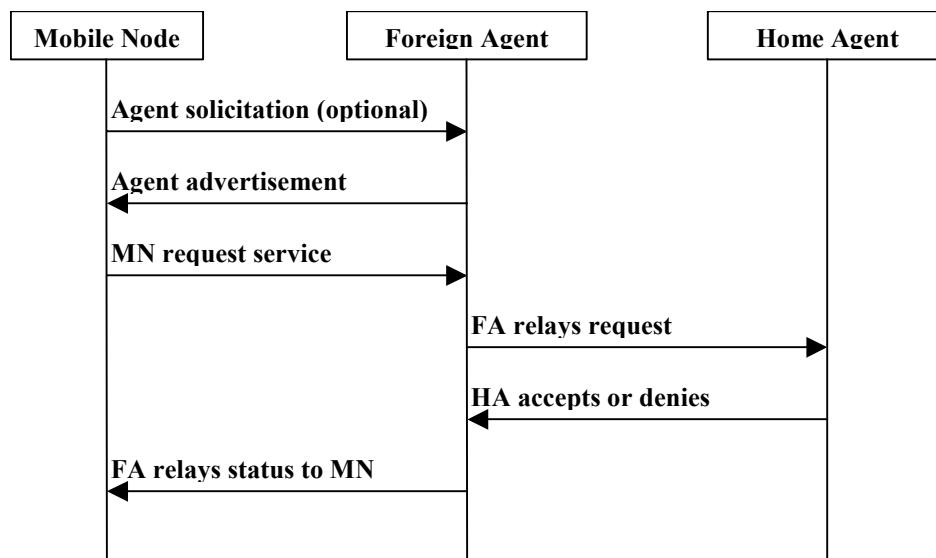 Mobile Node
Foreign Agent
Home Agent
Agent solicitation (optional)
Agent advertisement
MN request service
FA relays request
HA accepts or denies
FA relays status to MN